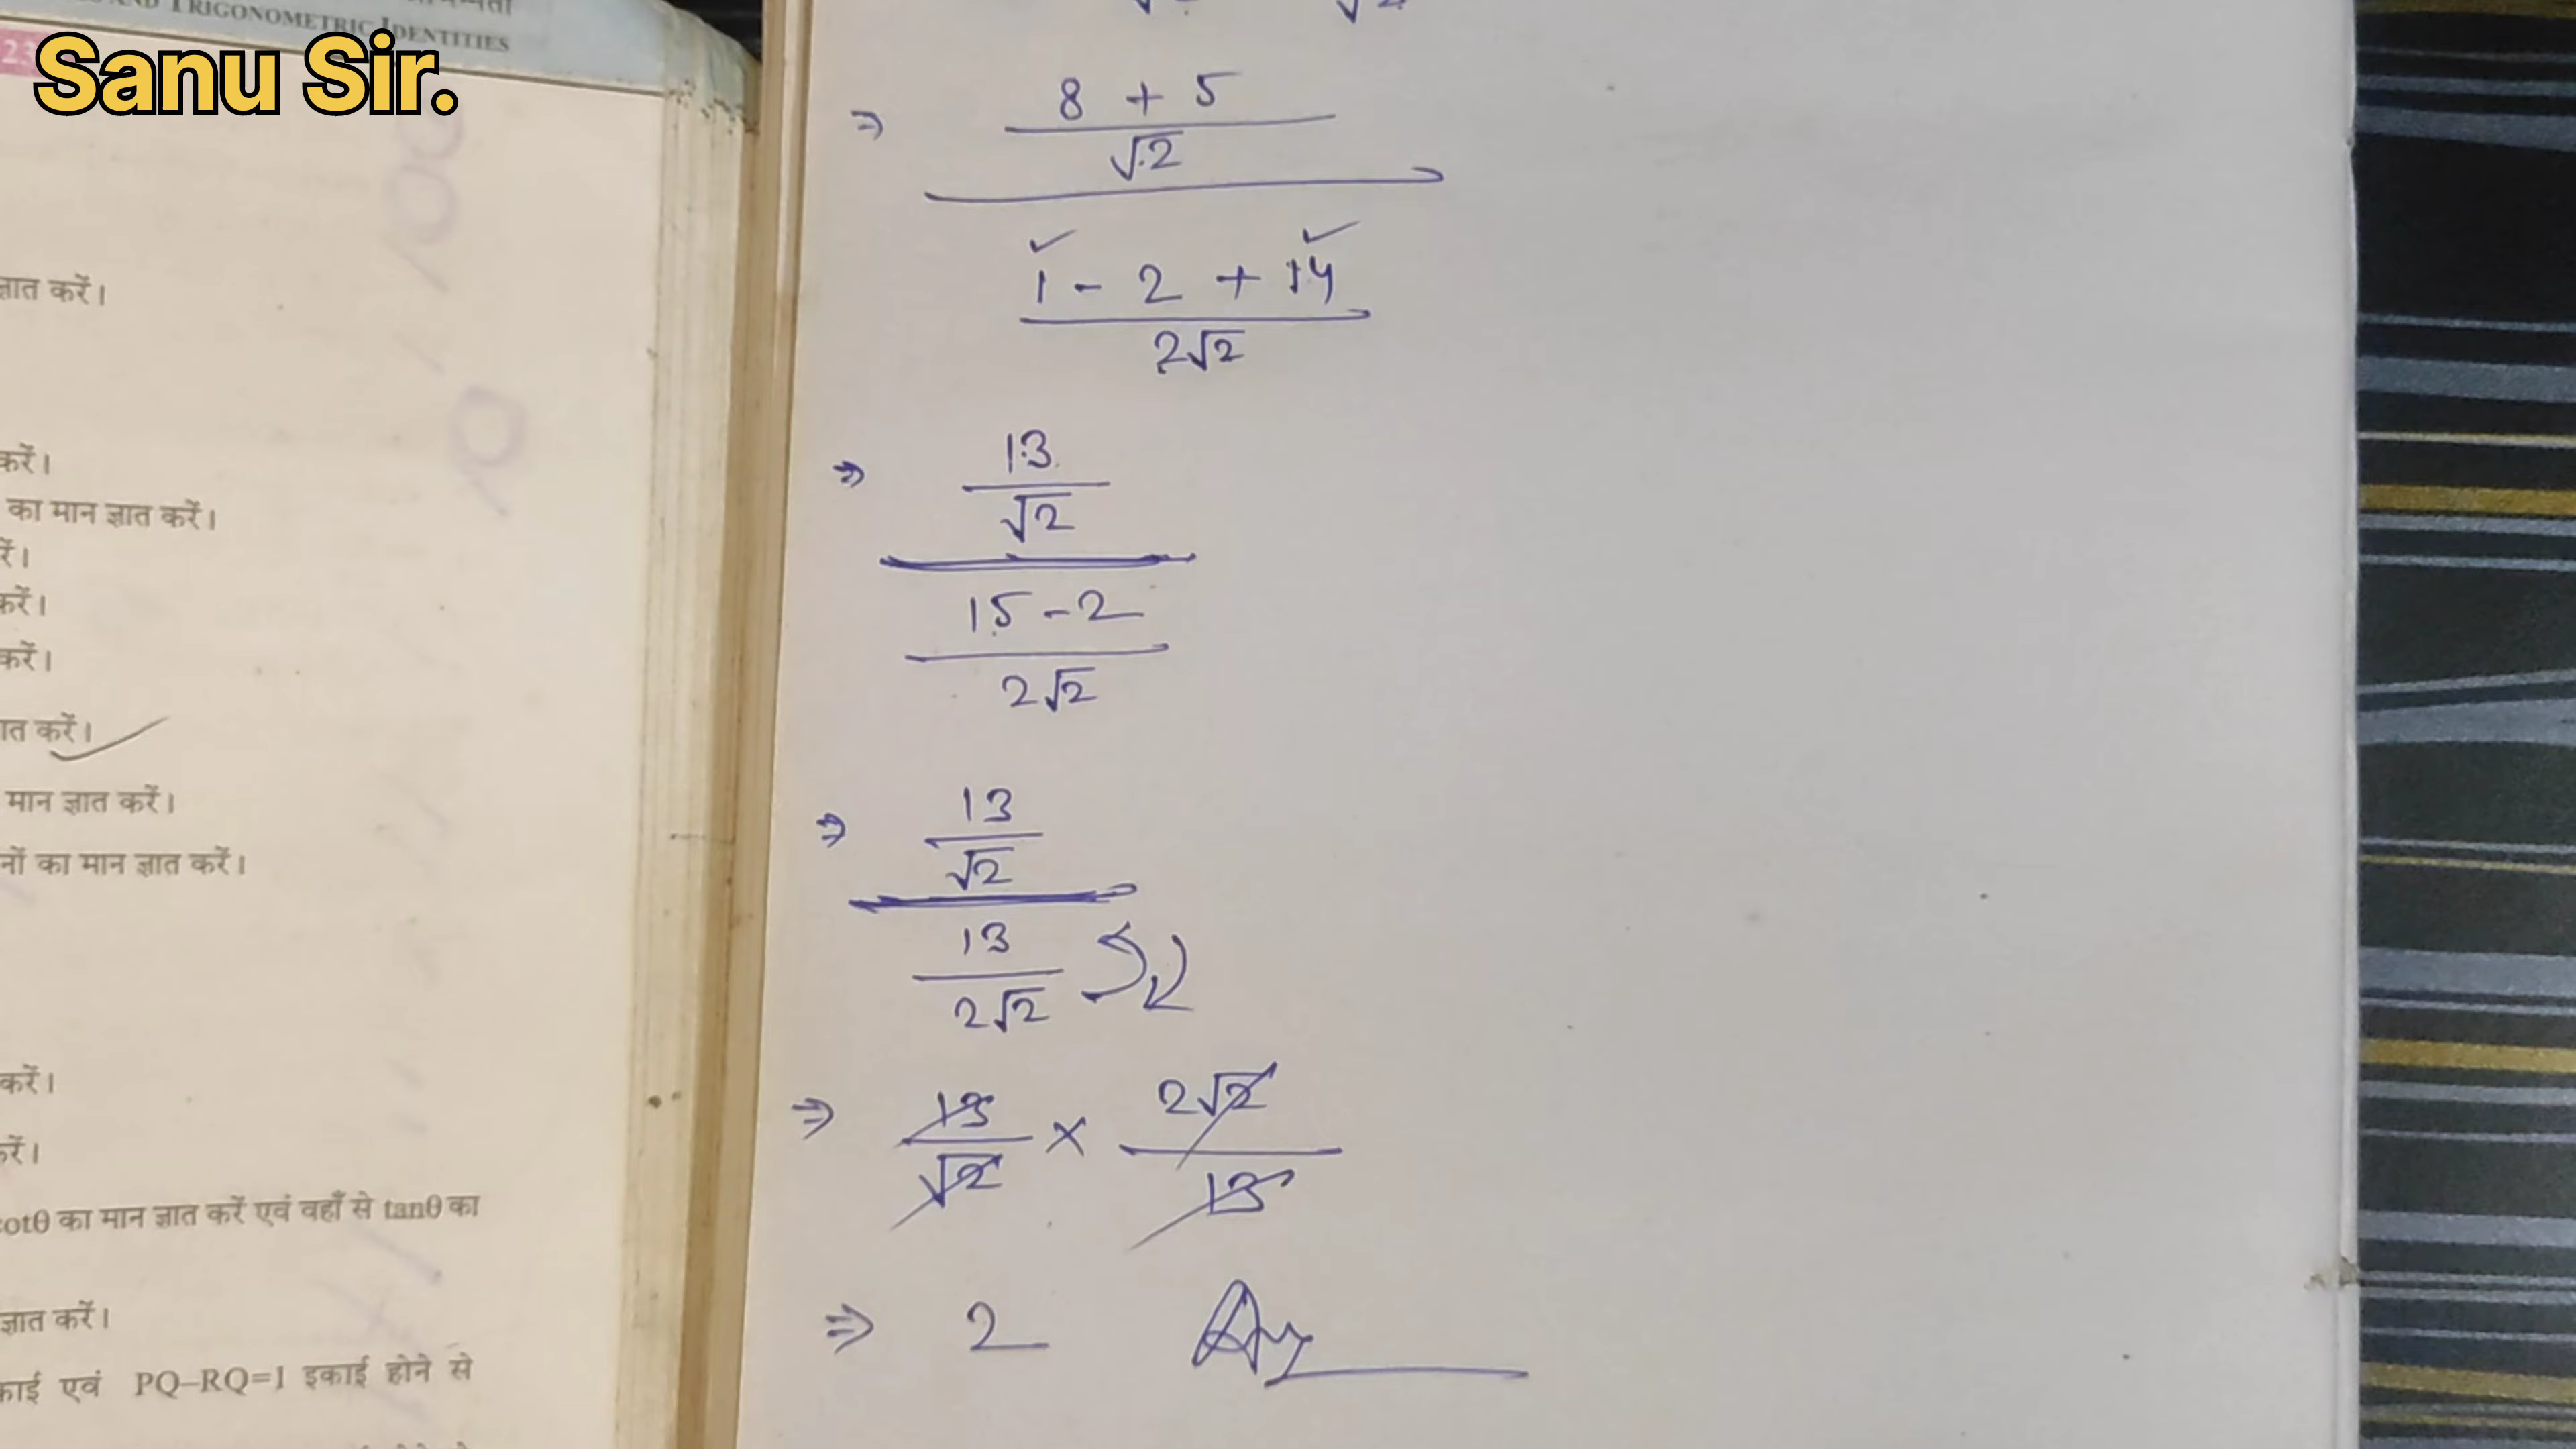 TRIGONOMETRIC IDENTITIES
Sanu Sir.
ज्ञात करें।
करें।
का मान ज्ञात करें।
करें।
करें।
करें।
मान ज्ञात करें।
का मान ज्ञात करें।
करें।
cotθ का मान ज्ञात करें एवं वहाँ से tanθ का
ज्ञात करें।
एवं PQ–RQ=1 इकाई होने से
⇒ 8 + 5
√2
1 - 2 + 14
2√2
⇒ 13
√2
15 - 2
2√2
⇒ 13
√2
13
2√2
⇒ 13/√2 × 2√2/13
⇒ 2 Ans